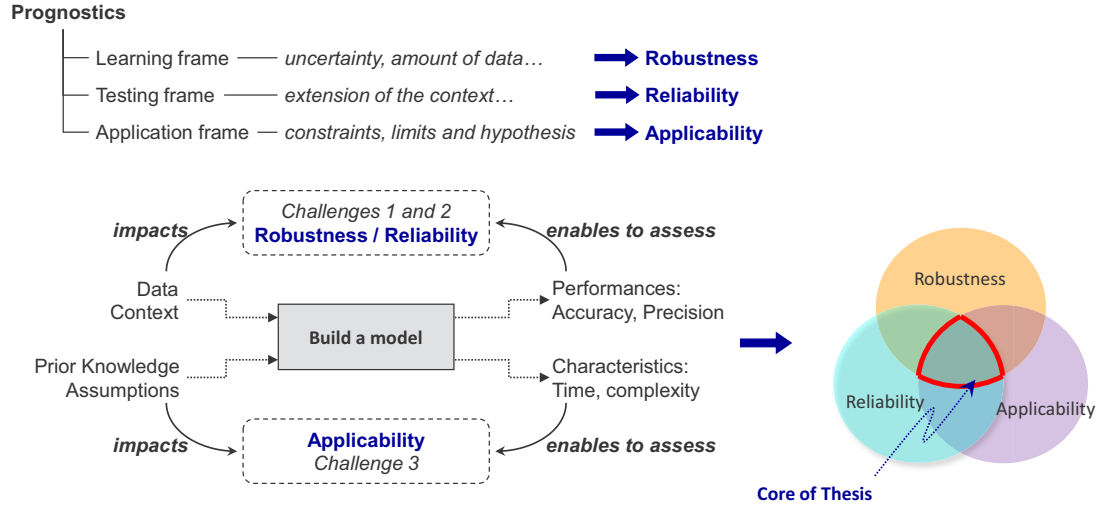 Prognostics
Learning frame uncertainty, amount of data… Robustness
Testing frame extension of the context… Reliability
Application frame constraints, limits and hypothesis Applicability
Challenges 1 and 2
impacts Robustness / Reliability enables to assess
Data
Context
Performances:
Accuracy, Precision
Build a model
Prior Knowledge
Assumptions
Characteristics:
Time, complexity
impacts Applicability enables to assess
Challenge 3
Robustness
Reliability
Applicability
Core of Thesis